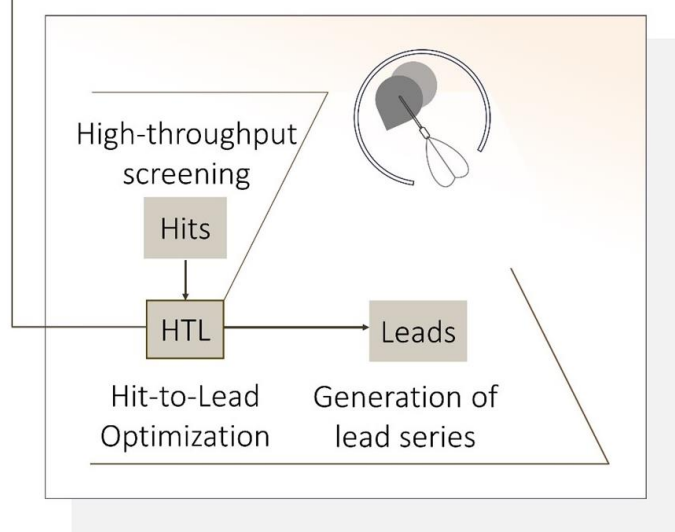 High-throughput
screening
Hits
HTL
Leads
Hit-to-Lead
Optimization
Generation of
lead series